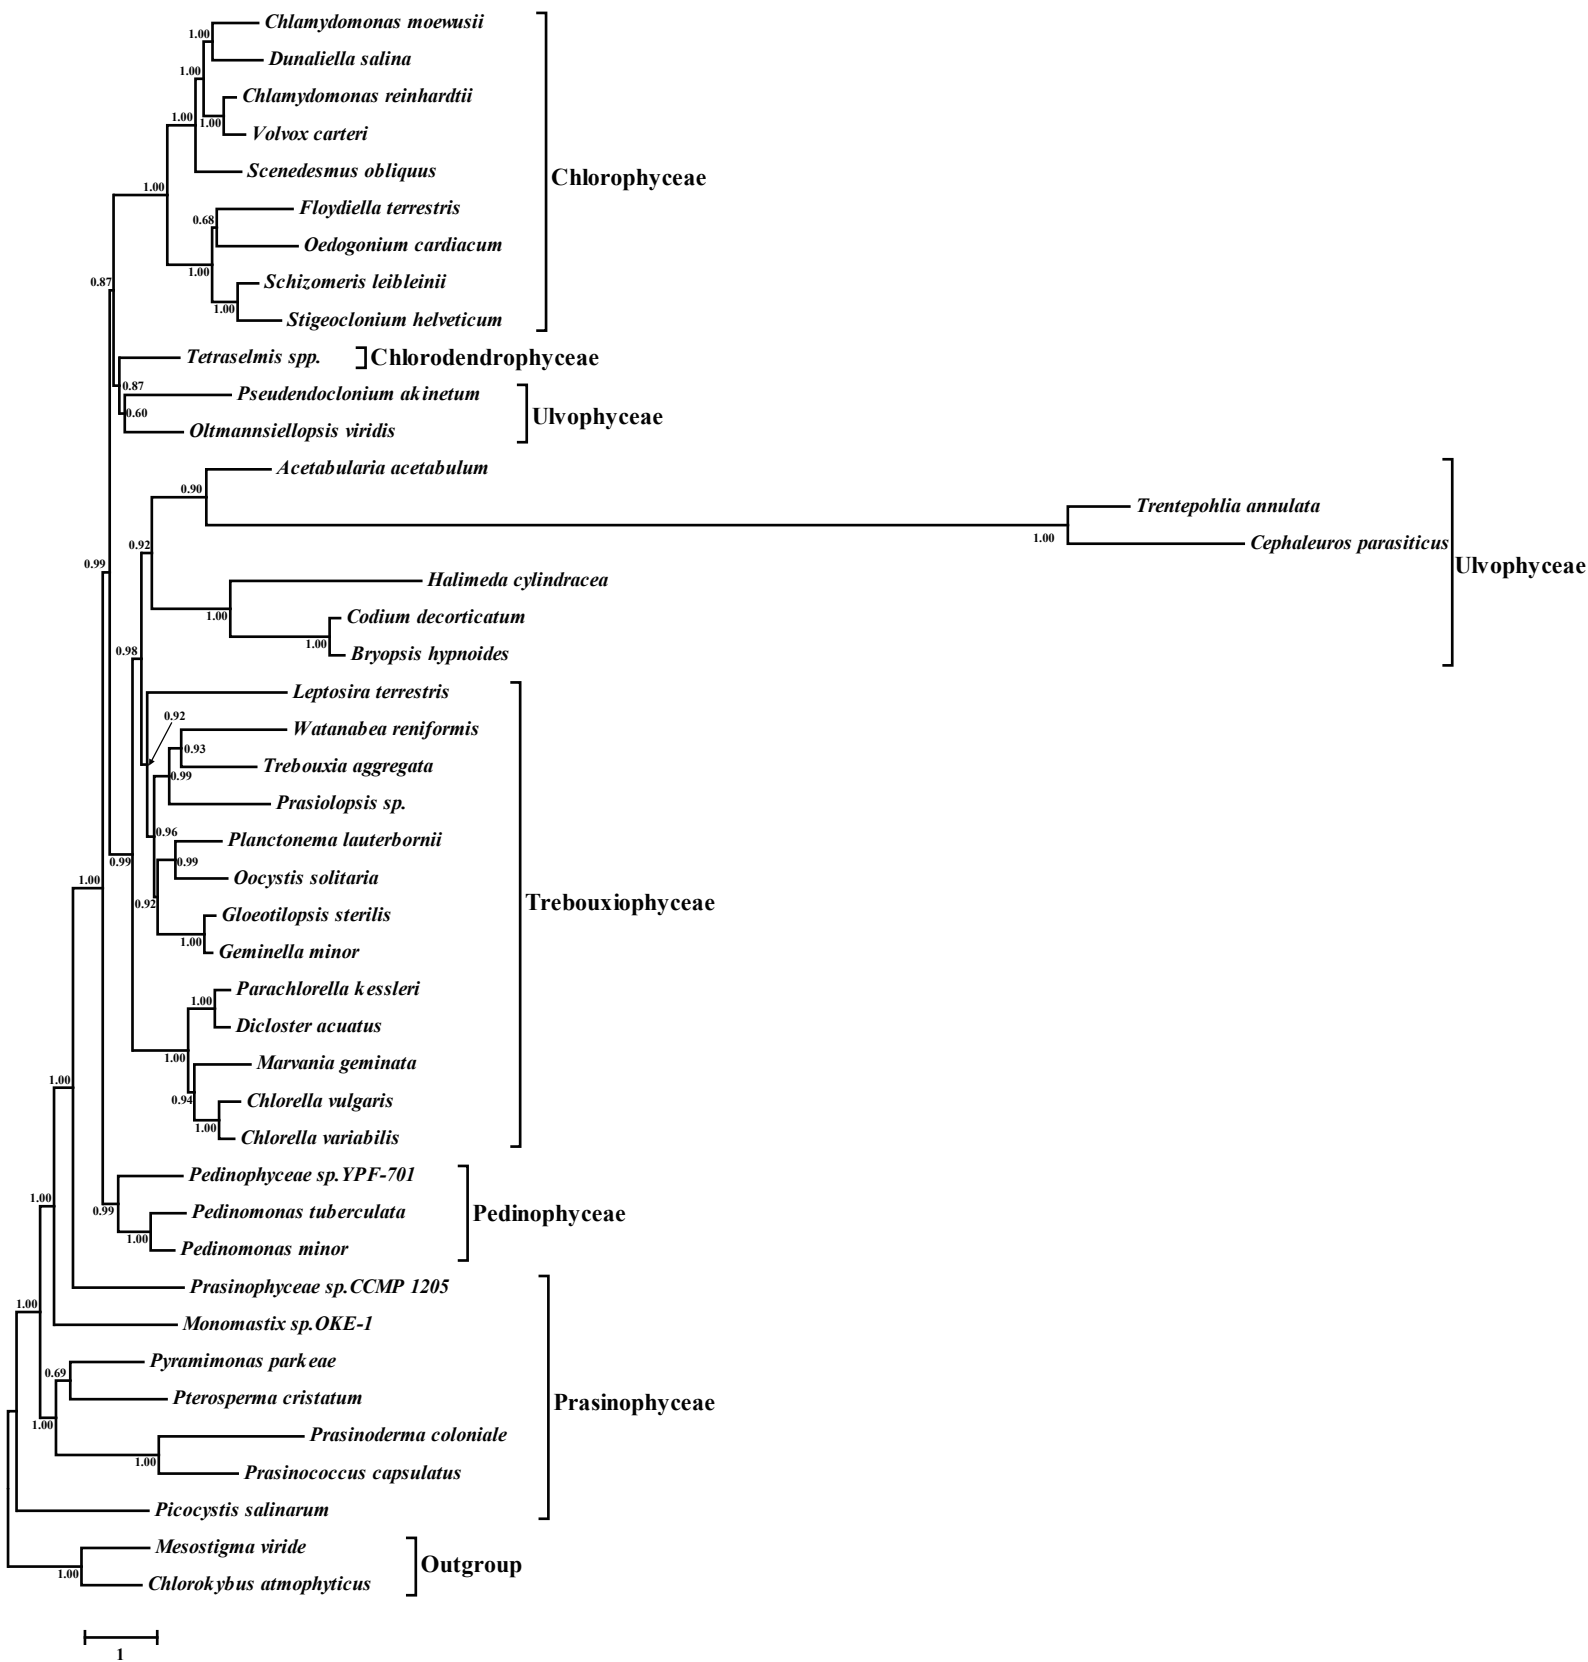 Chlamydomonas moewusii
1.00
Dunaliella salina
1.00
Chlamydomonas reinhardtii
1.00
1.00
Volvox carteri
Scenedesmus obliquus
Chlorophyceae
1.00
Floydiella terrestris
0.68
Oedogonium cardiacum
1.00
Schizomeris leibleinii
0.87
1.00
Stigeoclonium helveticum
Tetraselmis spp.
Chlorodendrophyceae
0.87
Pseudendoclonium akinetum
0.60
Ulvophyceae
Oltmannsiellopsis viridis
Acetabularia acetabulum
0.90
Trentepohlia annulata
1.00
Cephaleuros parasiticus
0.92
0.99
Ulvophyceae
Halimeda cylindracea
1.00
Codium decorticatum
1.00
Bryopsis hypnoides
0.98
Leptosira terrestris
0.92
Watanabea reniformis
0.93
Trebouxia aggregata
0.99
Prasiolopsis sp.
0.96
Planctonema lauterbornii
0.99
0.99
Oocystis solitaria
1.00
0.92
Trebouxiophyceae
Gloeotilopsis sterilis
1.00
Geminella minor
Parachlorella kessleri
1.00
Dicloster acuatus
1.00
Marvania geminata
1.00
0.94
Chlorella vulgaris
1.00
Chlorella variabilis
Pedinophyceae sp.YPF-701
1.00
0.99
Pedinomonas tuberculata
Pedinophyceae
1.00
Pedinomonas minor
Prasinophyceae sp.CCMP 1205
1.00
Monomastix sp.OKE-1
Pyramimonas parkeae
0.69
Pterosperma cristatum
Prasinophyceae
1.00
Prasinoderma coloniale
1.00
Prasinococcus capsulatus
Picocystis salinarum
Mesostigma viride
Outgroup
1.00
Chlorokybus atmophyticus
1